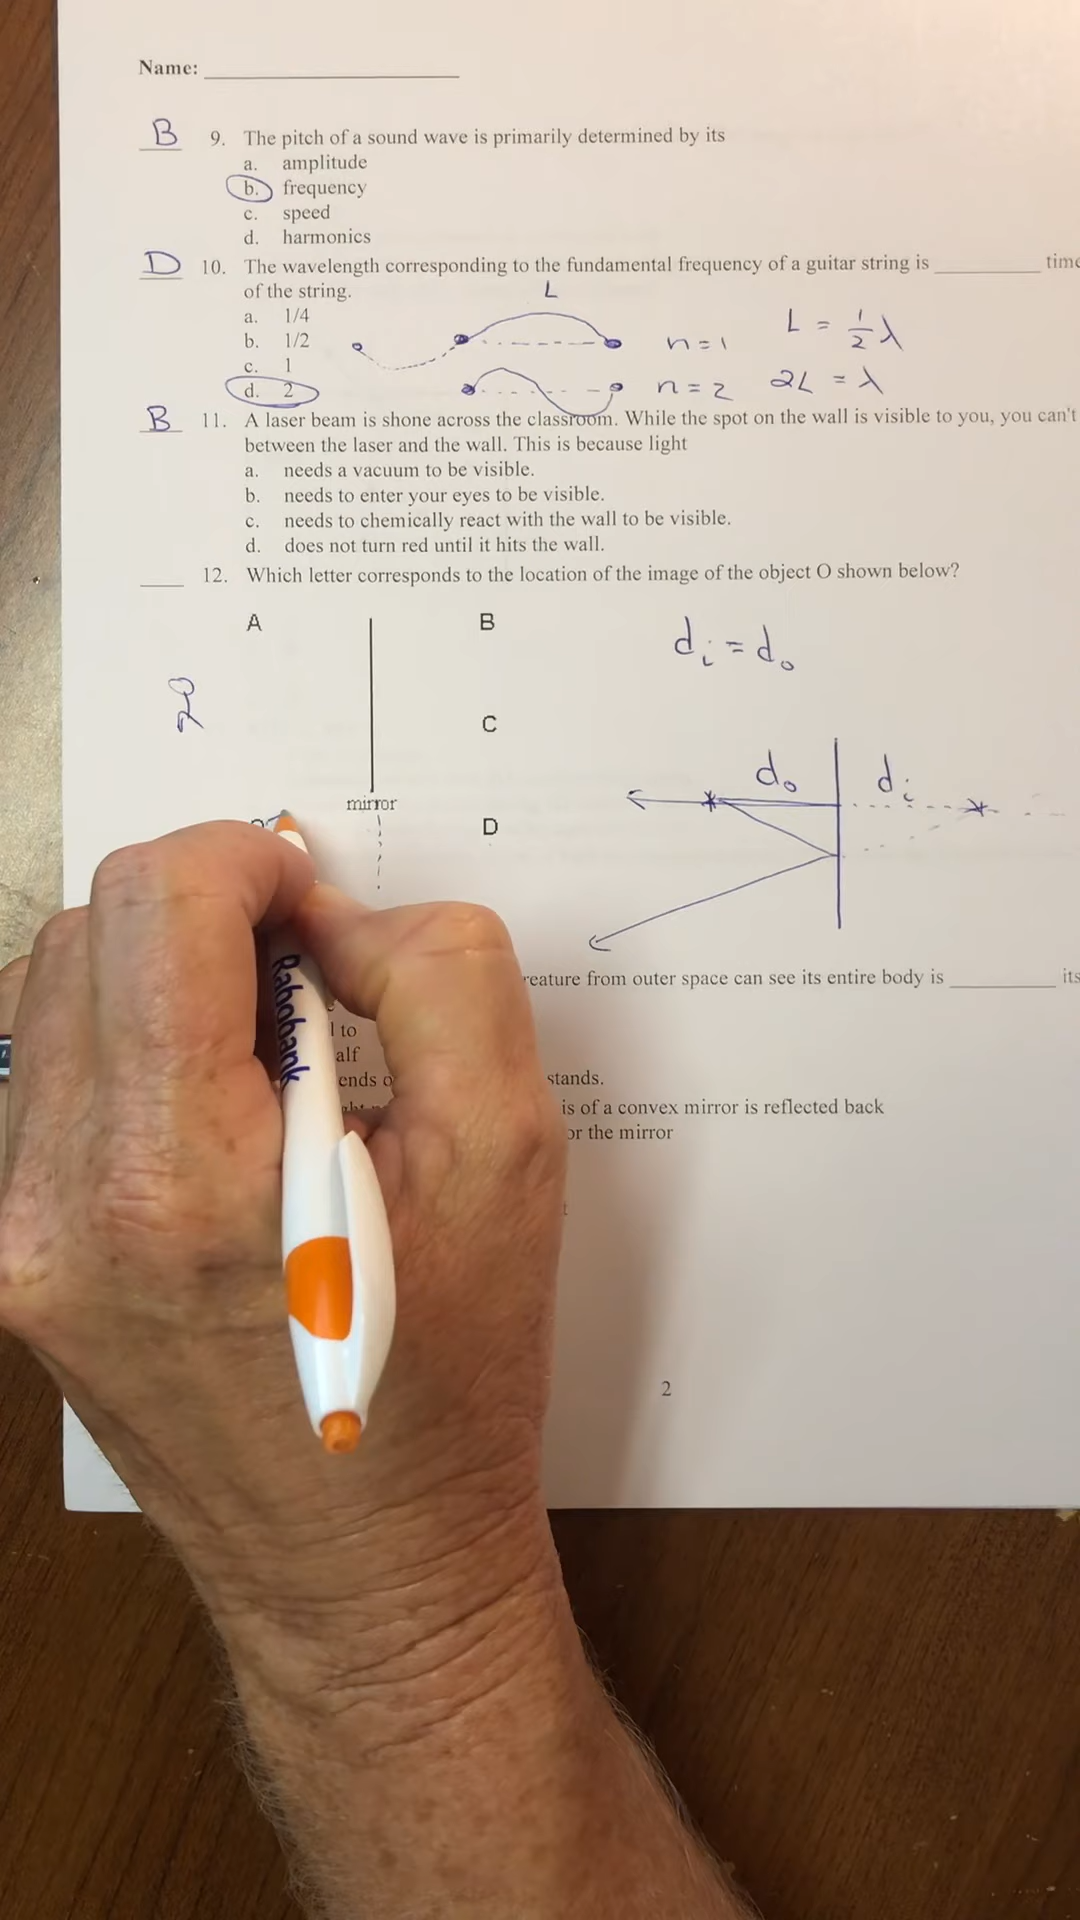 Name:
B 9. The pitch of a sound wave is primarily determined by its
a. amplitude
b. frequency
c. speed
d. harmonics
D 10. The wavelength corresponding to the fundamental frequency of a guitar string is
of the string.
L
a. 1/4
b. 1/2
c. 1
d. 2
n=1 L = 1/2 λ
n=2 2L = λ
B 11. A laser beam is shone across the classroom. While the spot on the wall is visible to you, you can't
between the laser and the wall. This is because light
a. needs a vacuum to be visible.
b. needs to enter your eyes to be visible.
c. needs to chemically react with the wall to be visible.
d. does not turn red until it hits the wall.
12. Which letter corresponds to the location of the image of the object O shown below?
A B
di = do
C
do di
mirror
D
from outer space can see its entire body is its
to
stands.
is of a convex mirror is reflected back
or the mirror
Rabobank
2